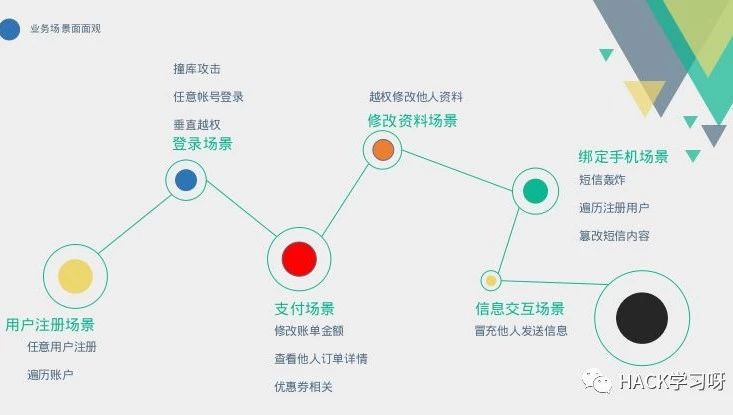 业务场景面面观
撞库攻击
任意帐号登录
垂直越权
登录场景
越权修改他人资料
修改资料场景
绑定手机场景
短信轰炸
遍历注册用户
篡改短信内容
用户注册场景
任意用户注册
遍历账户
支付场景
修改账单金额
查看他人订单详情
优惠券相关
信息交互场景
冒充他人发送信息
HACK学习呀